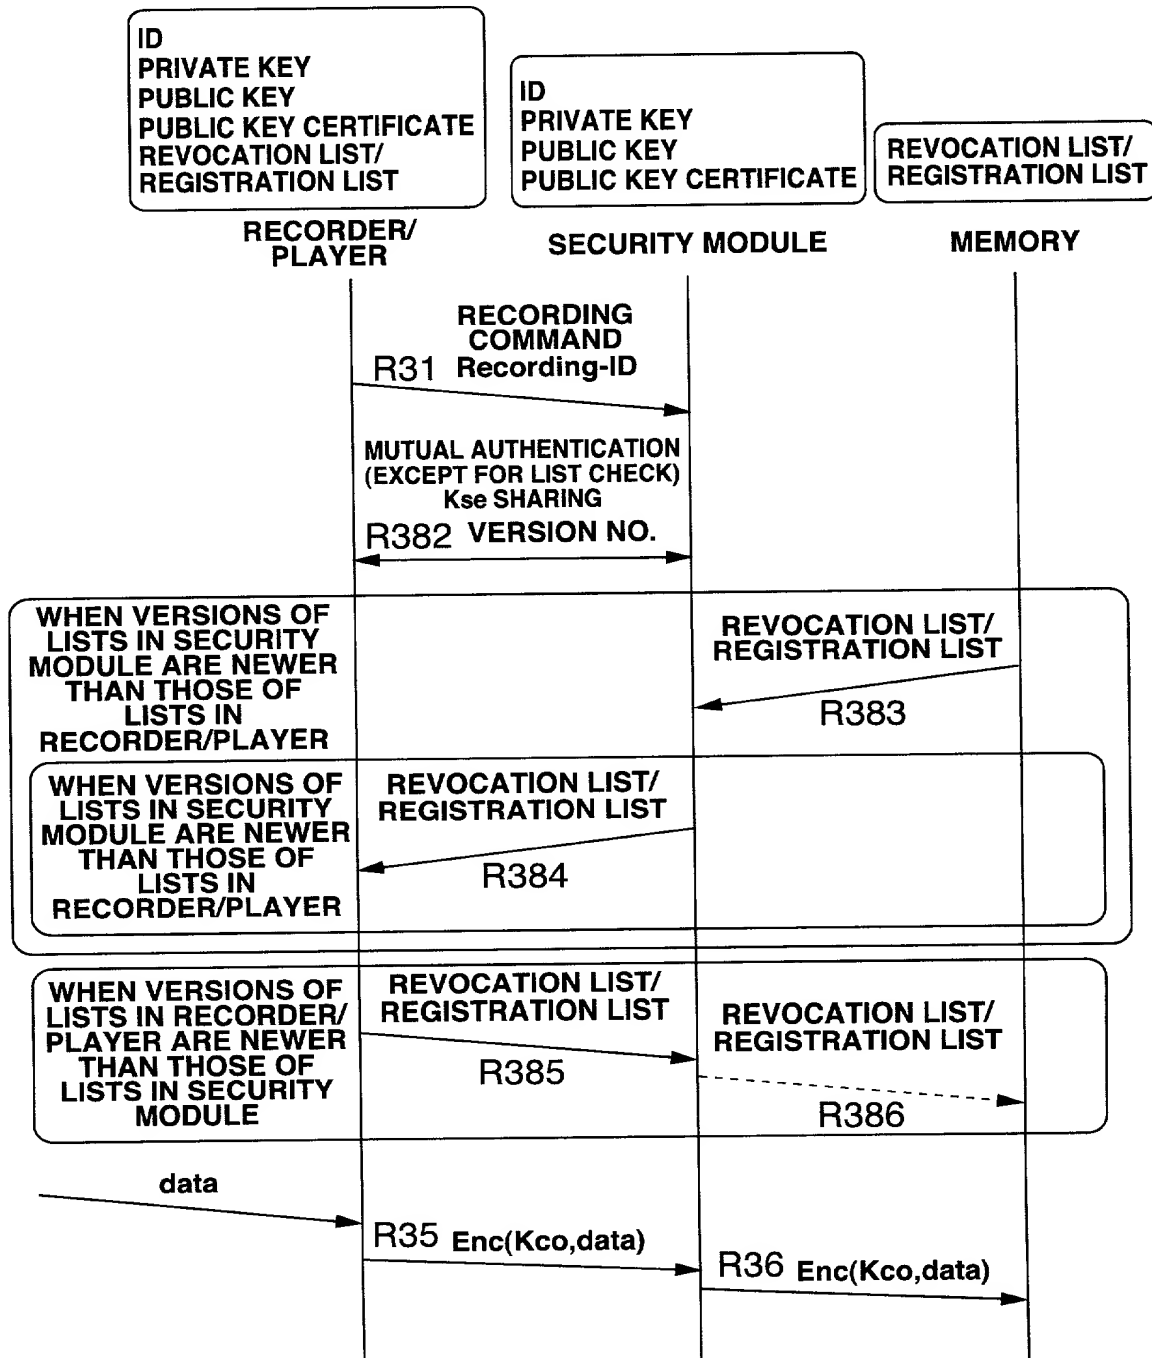 ID
PRIVATE KEY
PUBLIC KEY
PUBLIC KEY CERTIFICATE
REVOCATION LIST/
REGISTRATION LIST
ID
PRIVATE KEY
PUBLIC KEY
PUBLIC KEY CERTIFICATE
REVOCATION LIST/
REGISTRATION LIST
RECORDER/
PLAYER
SECURITY MODULE
MEMORY
RECORDING
COMMAND
R31 Recording-ID
MUTUAL AUTHENTICATION
(EXCEPT FOR LIST CHECK)
Kse SHARING
R382 VERSION NO.
WHEN VERSIONS OF
LISTS IN SECURITY
MODULE ARE NEWER
THAN THOSE OF
LISTS IN
RECORDER/PLAYER
REVOCATION LIST/
REGISTRATION LIST
R383
WHEN VERSIONS OF
LISTS IN SECURITY
MODULE ARE NEWER
THAN THOSE OF
LISTS IN
RECORDER/PLAYER
REVOCATION LIST/
REGISTRATION LIST
R384
WHEN VERSIONS OF
LISTS IN RECORDER/
PLAYER ARE NEWER
THAN THOSE OF
LISTS IN SECURITY
MODULE
REVOCATION LIST/
REGISTRATION LIST
R385
REVOCATION LIST/
REGISTRATION LIST
R386
data
R35 Enc(Kco,data)
R36 Enc(Kco,data)